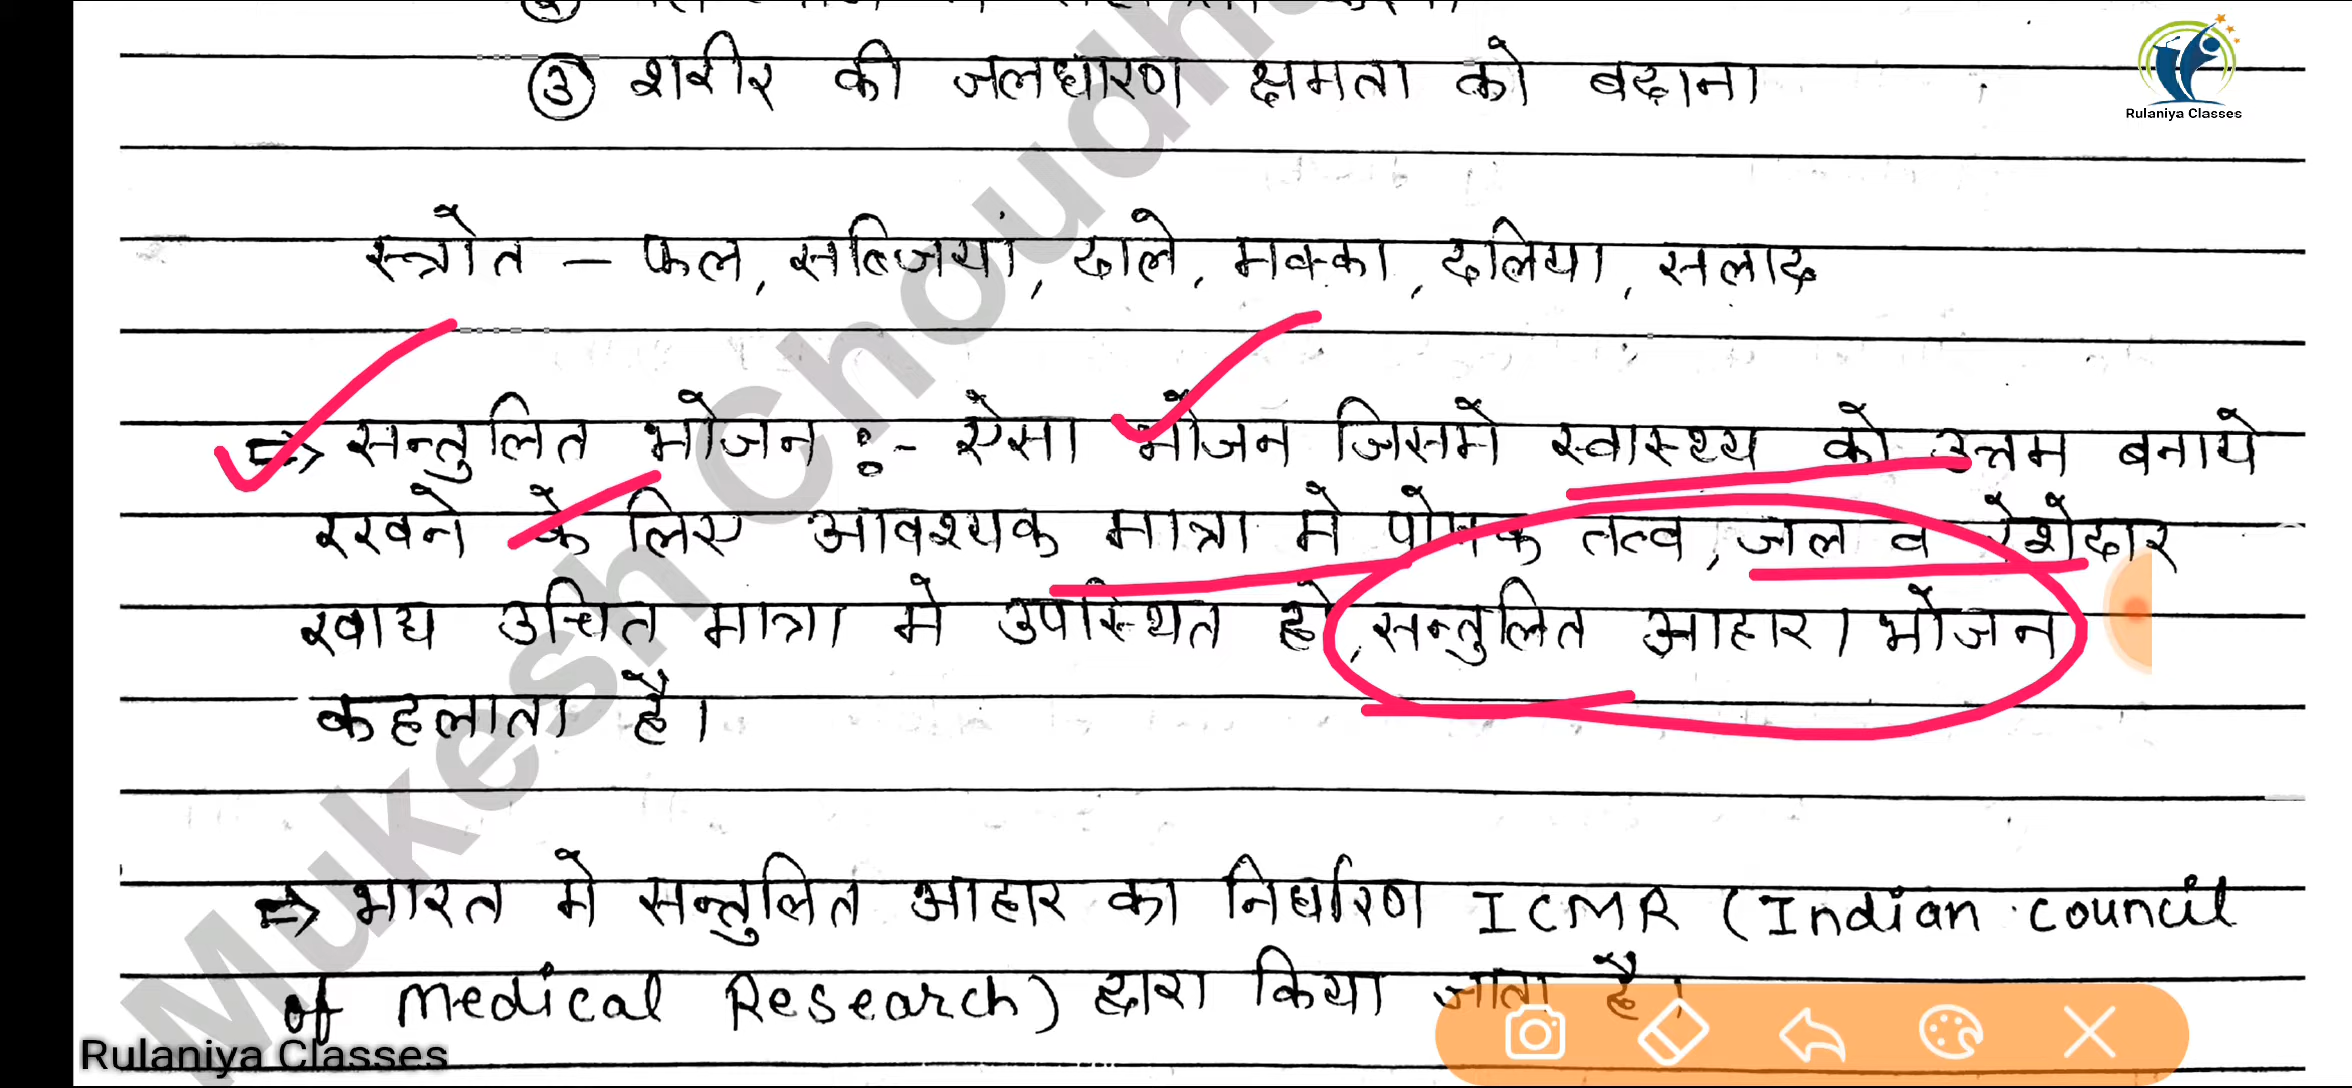 ③ शरीर की जलधारण क्षमता को बढ़ाना
Rulaniya Classes
स्त्रोत – फल, सब्जियां, दाले, मक्का, दलिया, सलाद
⇒ सन्तुलित भोजन :- ऐसा भोजन जिसमे स्वास्थ्य को उत्तम बनाये
रखने के लिए आवश्यक मात्रा मे पोषक तत्व, जल व रेशेदार
खाद्य उचित मात्रा मे उपस्थित हो, सन्तुलित आहार। भोजन
कहलाता है।
⇒ भारत मे सन्तुलित आहार का निर्धारण ICMR (Indian council
of Medical Research) द्वारा किया जाता है।
Rulaniya Classes
Mukesh Choudha